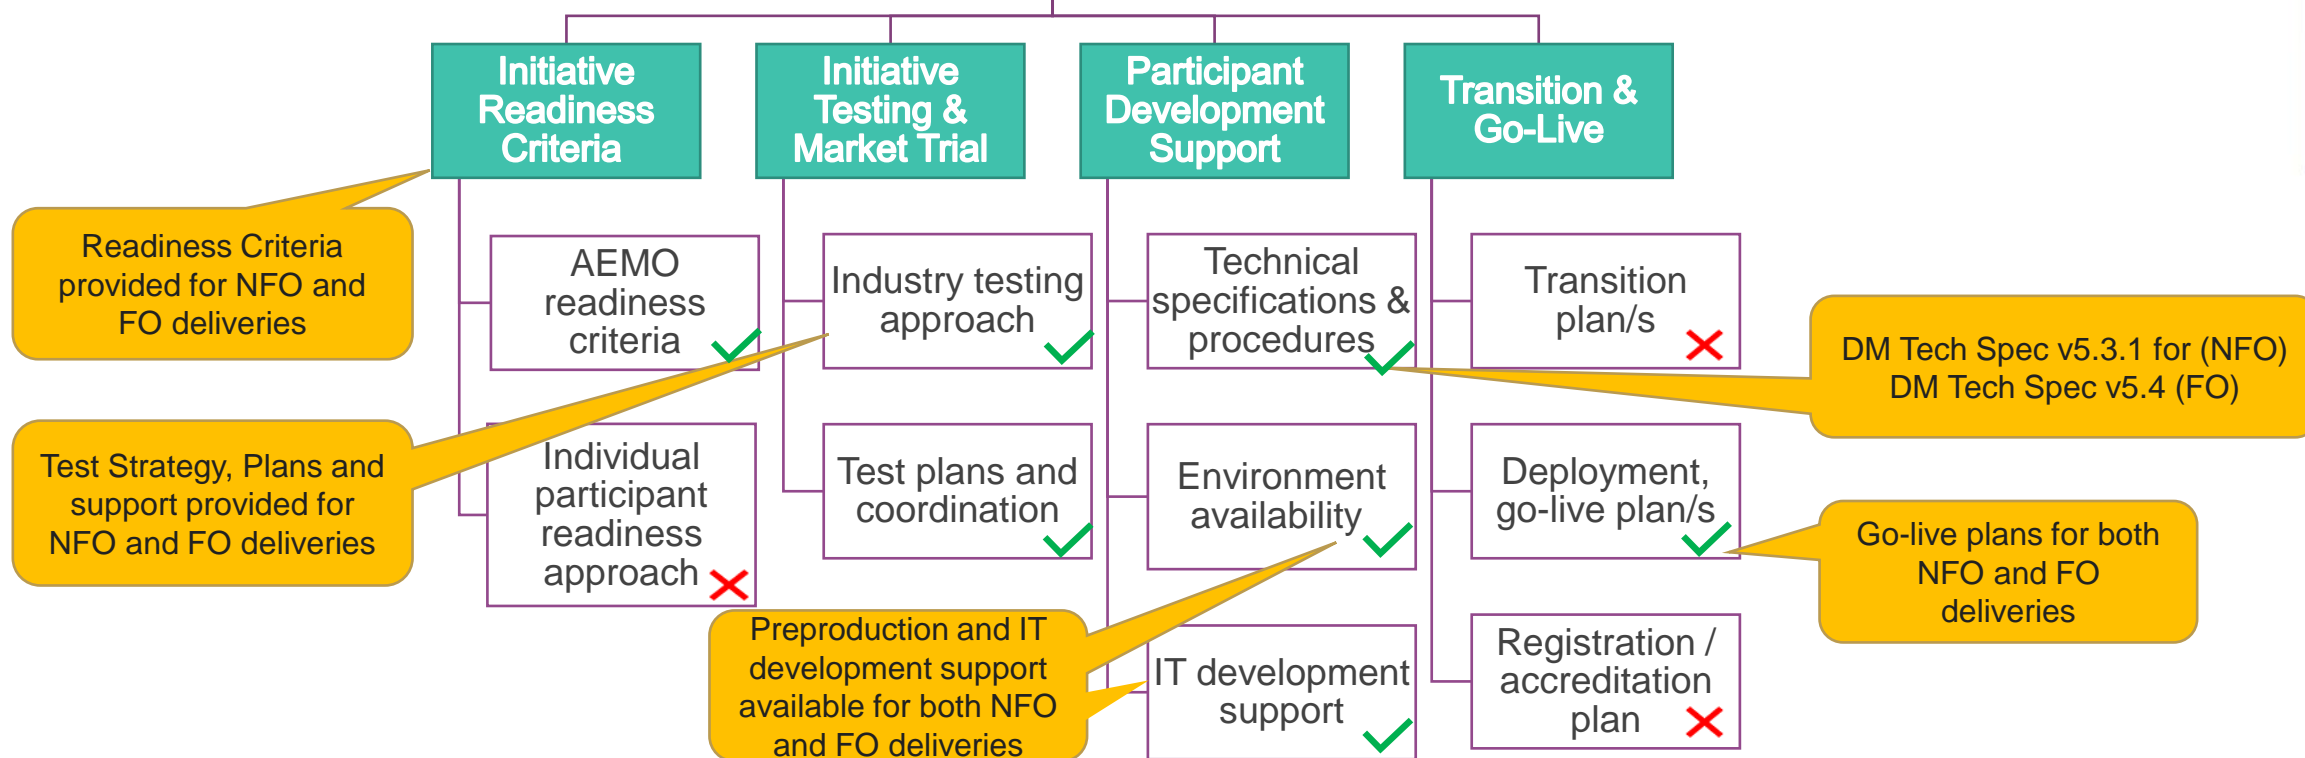 Initiative
Readiness
Criteria
Initiative
Testing &
Market Trial
Participant
Development
Support
Transition &
Go-Live
Readiness Criteria
provided for NFO and
FO deliveries
AEMO
readiness
criteria
Industry testing
approach
Technical
specifications &
procedures
Transition
plan/s
DM Tech Spec v5.3.1 for (NFO)
DM Tech Spec v5.4 (FO)
Test Strategy, Plans and
support provided for
NFO and FO deliveries
Individual
participant
readiness
approach
Test plans and
coordination
Environment
availability
Deployment,
go-live plan/s
Go-live plans for both
NFO and FO
deliveries
Preproduction and IT
development support
available for both NFO
and FO deliveries
IT development
support
Registration /
accreditation
plan